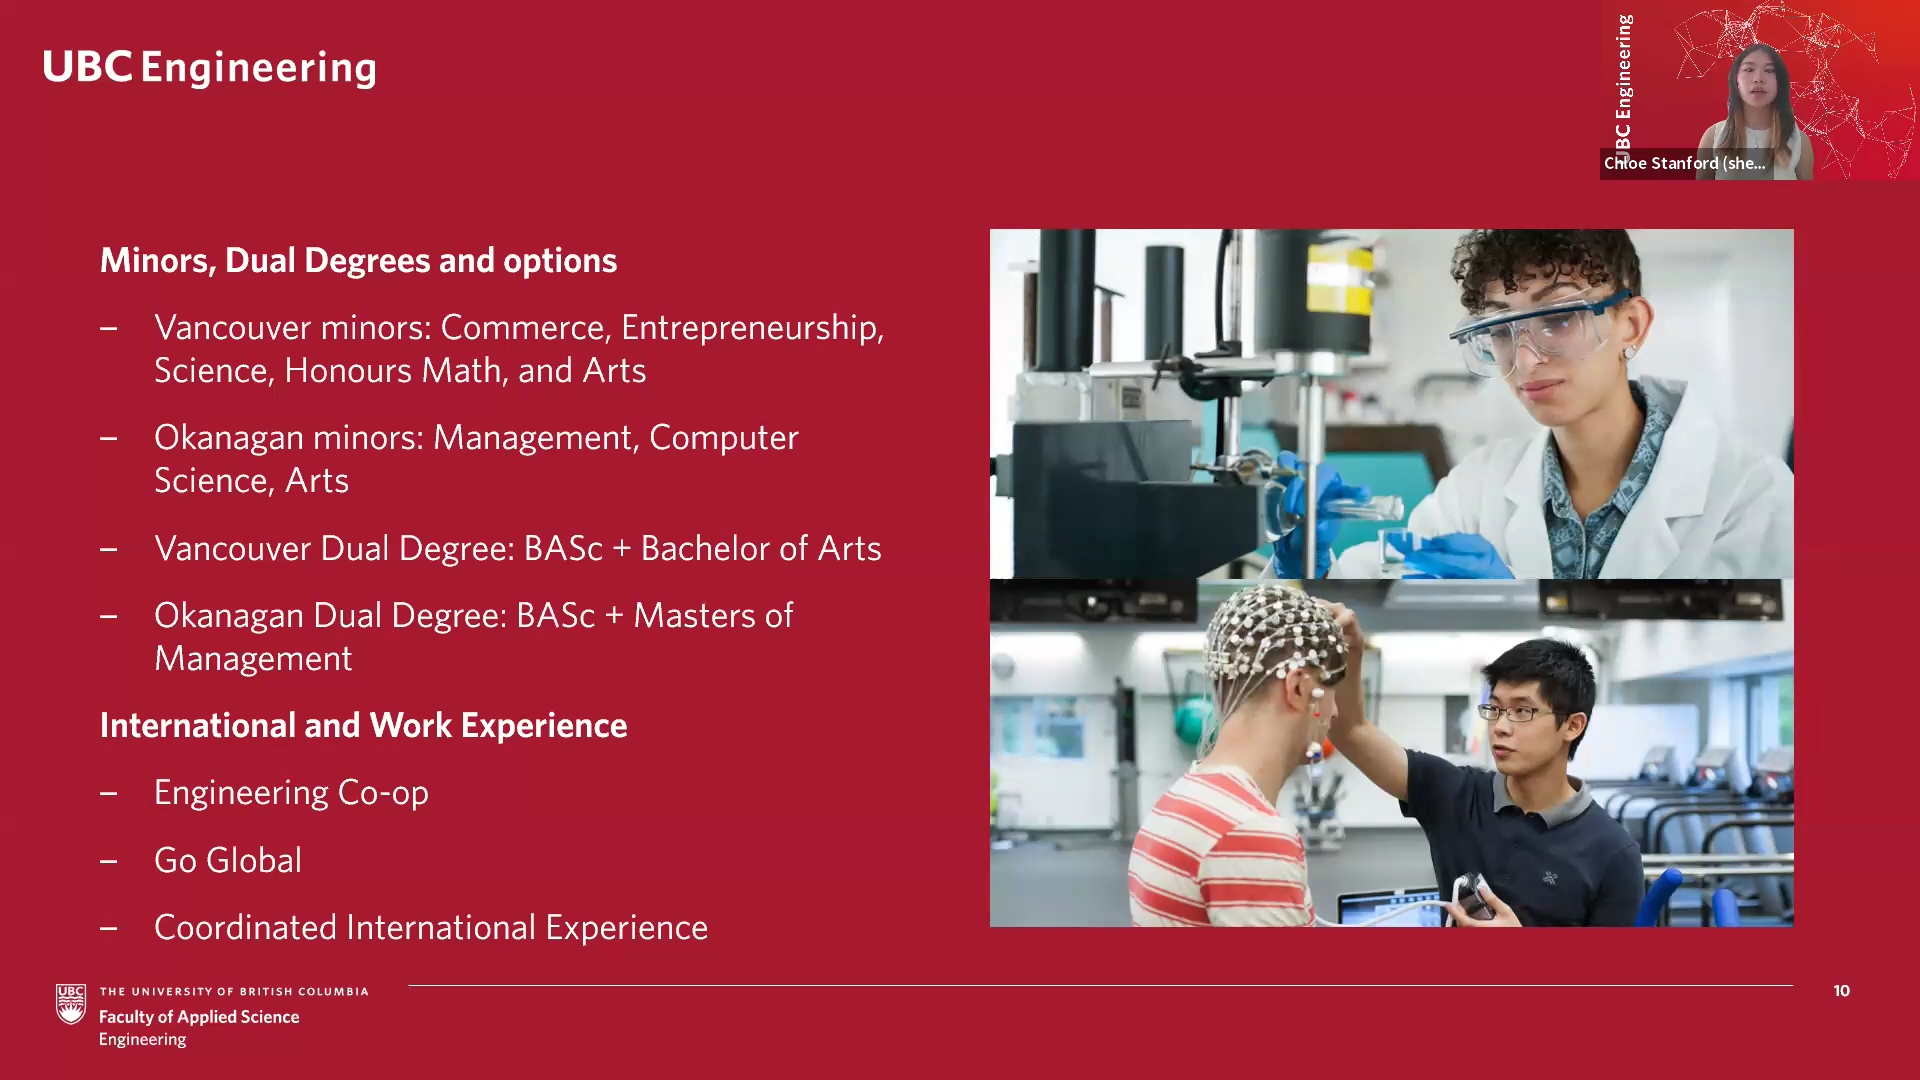 UBC Engineering
UBC Engineering
Chloe Stanford (she...
Minors, Dual Degrees and options
– Vancouver minors: Commerce, Entrepreneurship,
Science, Honours Math, and Arts
– Okanagan minors: Management, Computer
Science, Arts
– Vancouver Dual Degree: BASc + Bachelor of Arts
– Okanagan Dual Degree: BASc + Masters of
Management
International and Work Experience
– Engineering Co-op
– Go Global
– Coordinated International Experience
UBC
THE UNIVERSITY OF BRITISH COLUMBIA
Faculty of Applied Science
Engineering
10